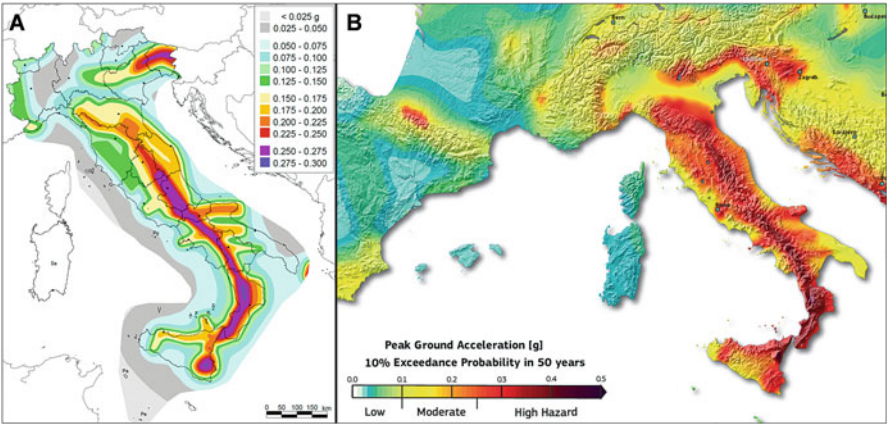 A
< 0.025 g
0.025 - 0.050
0.050 - 0.075
0.075 - 0.100
0.100 - 0.125
0.125 - 0.150
0.150 - 0.175
0.175 - 0.200
0.200 - 0.225
0.225 - 0.250
0.250 - 0.275
0.275 - 0.300
0 50 100 150 km
B
Bern
Budapest
Zagreb
Sarajevo
Peak Ground Acceleration [g]
10% Exceedance Probability in 50 years
0.0 0.1 0.2 0.3 0.4 0.5
Low Moderate High Hazard